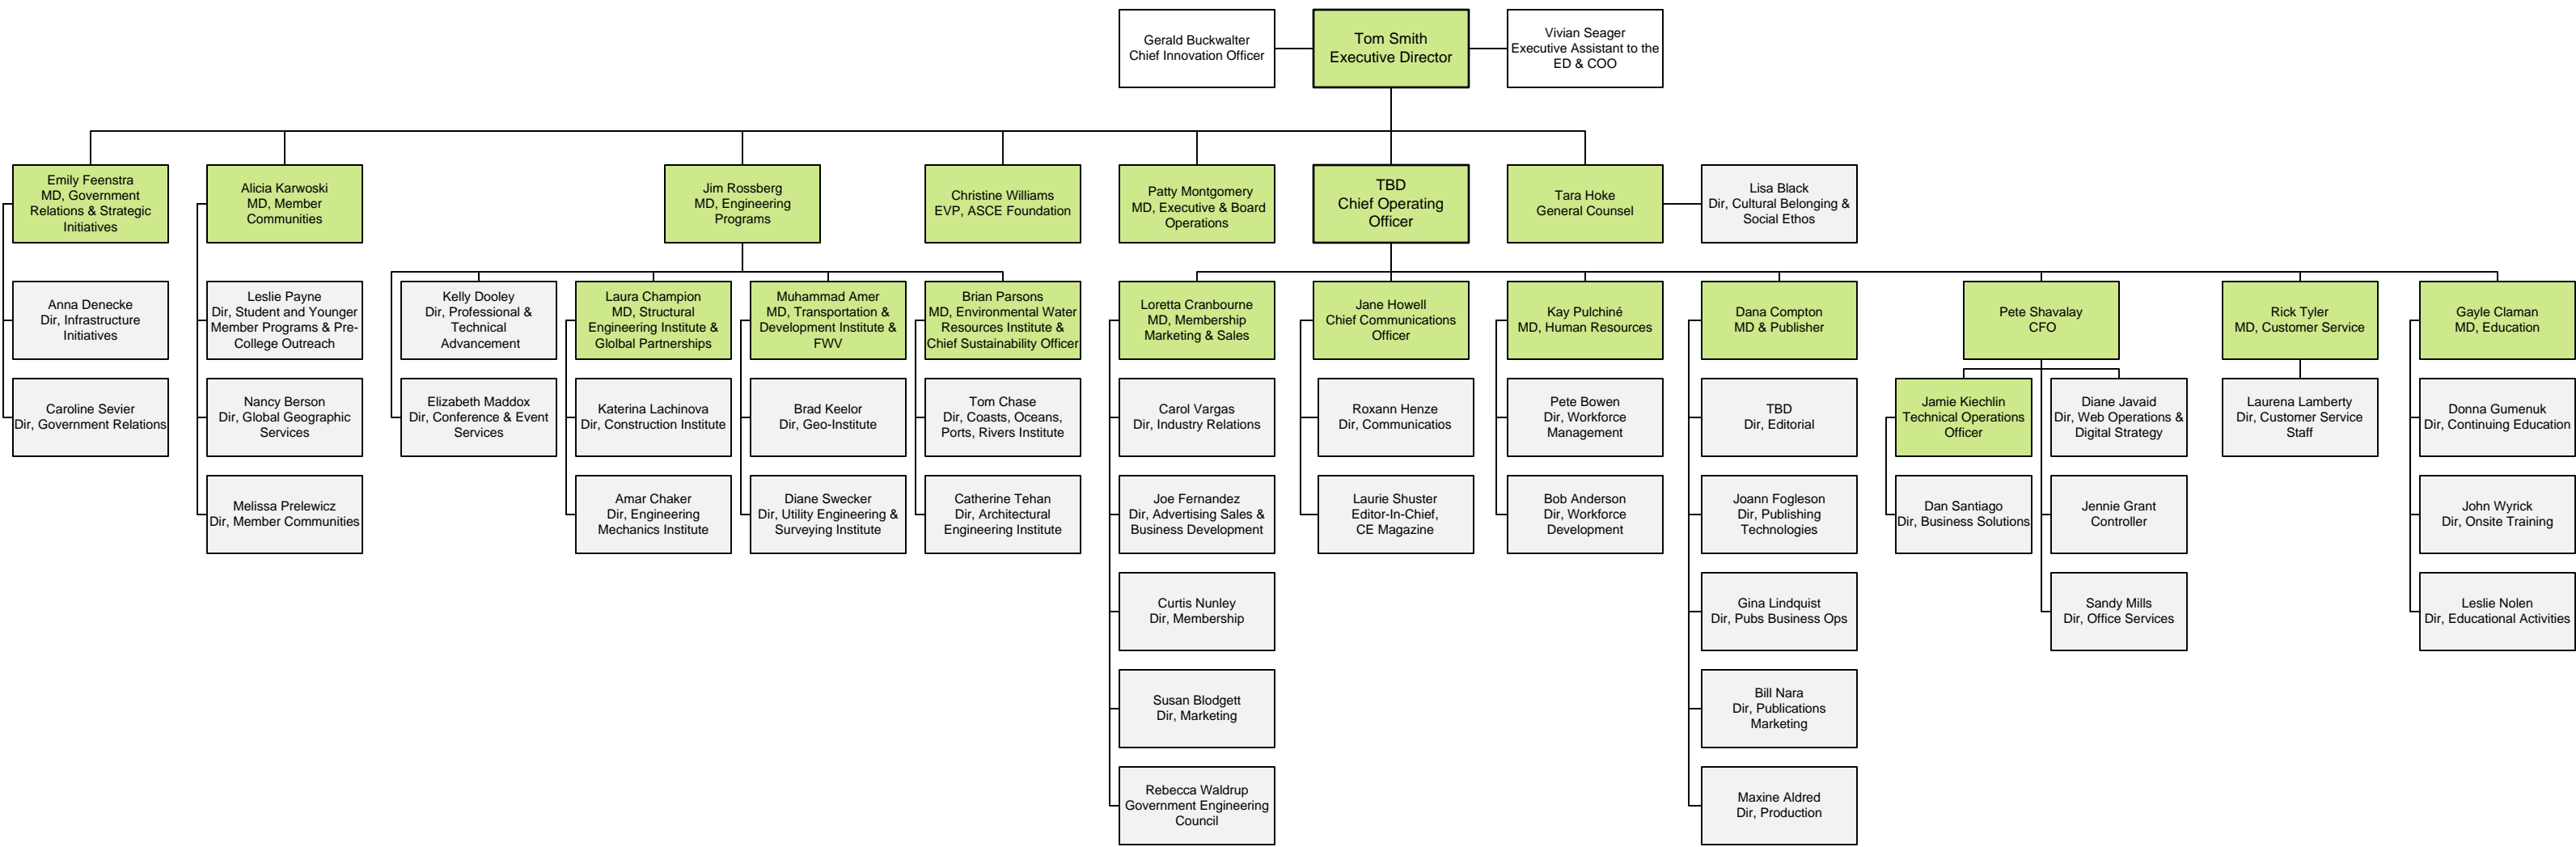 Gerald Buckwalter
Chief Innovation Officer
Tom Smith
Executive Director
Vivian Seager
Executive Assistant to the
ED & COO
Emily Feenstra
MD, Government
Relations & Strategic
Initiatives
Alicia Karwoski
MD, Member
Communities
Jim Rossberg
MD, Engineering
Programs
Christine Williams
EVP, ASCE Foundation
Patty Montgomery
MD, Executive & Board
Operations
TBD
Chief Operating
Officer
Tara Hoke
General Counsel
Lisa Black
Dir, Cultural Belonging &
Social Ethos
Anna Denecke
Dir, Infrastructure
Initiatives
Leslie Payne
Dir, Student and Younger
Member Programs & Pre-
College Outreach
Kelly Dooley
Dir, Professional &
Technical
Advancement
Laura Champion
MD, Structural
Engineering Institute &
Glolbal Partnerships
Muhammad Amer
MD, Transportation &
Development Institute &
FWV
Brian Parsons
MD, Environmental Water
Resources Institute &
Chief Sustainability Officer
Loretta Cranbourne
MD, Membership
Marketing & Sales
Jane Howell
Chief Communications
Officer
Kay Pulchiné
MD, Human Resources
Dana Compton
MD & Publisher
Pete Shavalay
CFO
Rick Tyler
MD, Customer Service
Gayle Claman
MD, Education
Caroline Sevier
Dir, Government Relations
Nancy Berson
Dir, Global Geographic
Services
Elizabeth Maddox
Dir, Conference & Event
Services
Katerina Lachinova
Dir, Construction Institute
Brad Keelor
Dir, Geo-Institute
Tom Chase
Dir, Coasts, Oceans,
Ports, Rivers Institute
Carol Vargas
Dir, Industry Relations
Roxann Henze
Dir, Communicatios
Pete Bowen
Dir, Workforce
Management
TBD
Dir, Editorial
Jamie Kiechlin
Technical Operations
Officer
Diane Javaid
Dir, Web Operations &
Digital Strategy
Laurena Lamberty
Dir, Customer Service
Staff
Donna Gumenuk
Dir, Continuing Education
Melissa Prelewicz
Dir, Member Communities
Amar Chaker
Dir, Engineering
Mechanics Institute
Diane Swecker
Dir, Utility Engineering &
Surveying Institute
Catherine Tehan
Dir, Architectural
Engineering Institute
Joe Fernandez
Dir, Advertising Sales &
Business Development
Laurie Shuster
Editor-In-Chief,
CE Magazine
Bob Anderson
Dir, Workforce
Development
Joann Fogleson
Dir, Publishing
Technologies
Dan Santiago
Dir, Business Solutions
Jennie Grant
Controller
John Wyrick
Dir, Onsite Training
Curtis Nunley
Dir, Membership
Gina Lindquist
Dir, Pubs Business Ops
Sandy Mills
Dir, Office Services
Leslie Nolen
Dir, Educational Activities
Susan Blodgett
Dir, Marketing
Bill Nara
Dir, Publications
Marketing
Rebecca Waldrup
Government Engineering
Council
Maxine Aldred
Dir, Production